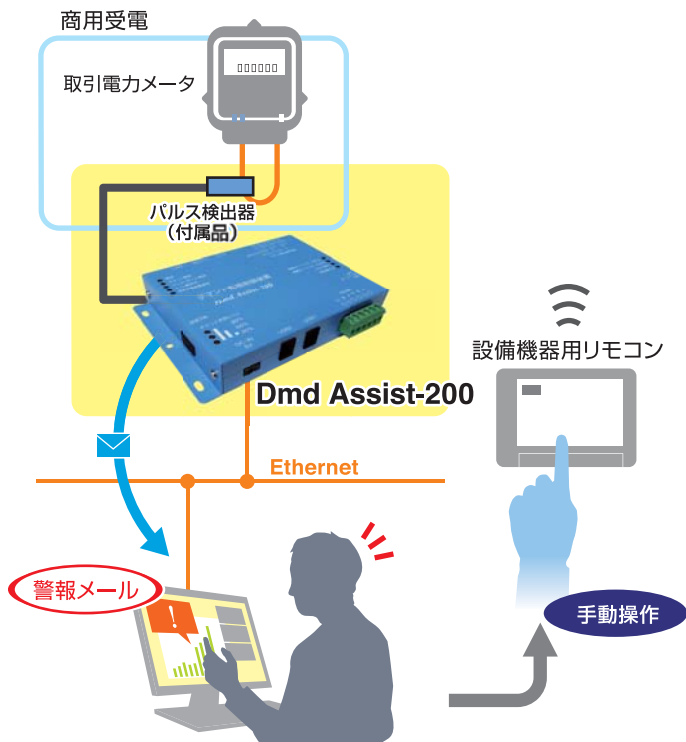 商用受電
取引電力メータ
パルス検出器
（付属品）
設備機器用リモコン
Dmd Assist-200
Ethernet
警報メール
!
手動操作